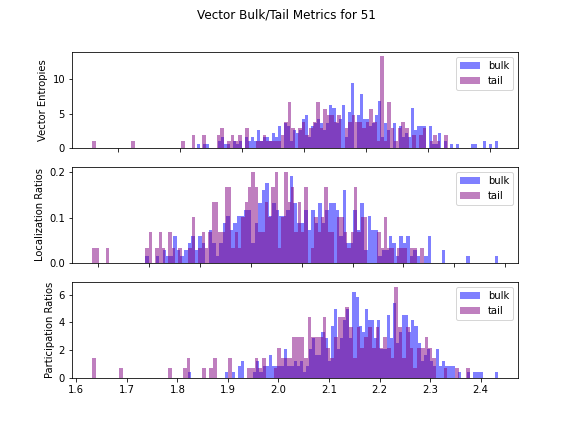 Vector Bulk/Tail Metrics for 51
Vector Entropies
10
5
0
bulk
tail
Localization Ratios
0.2
0.1
0.0
bulk
tail
Participation Ratios
6
4
2
0
bulk
tail
1.6 1.7 1.8 1.9 2.0 2.1 2.2 2.3 2.4